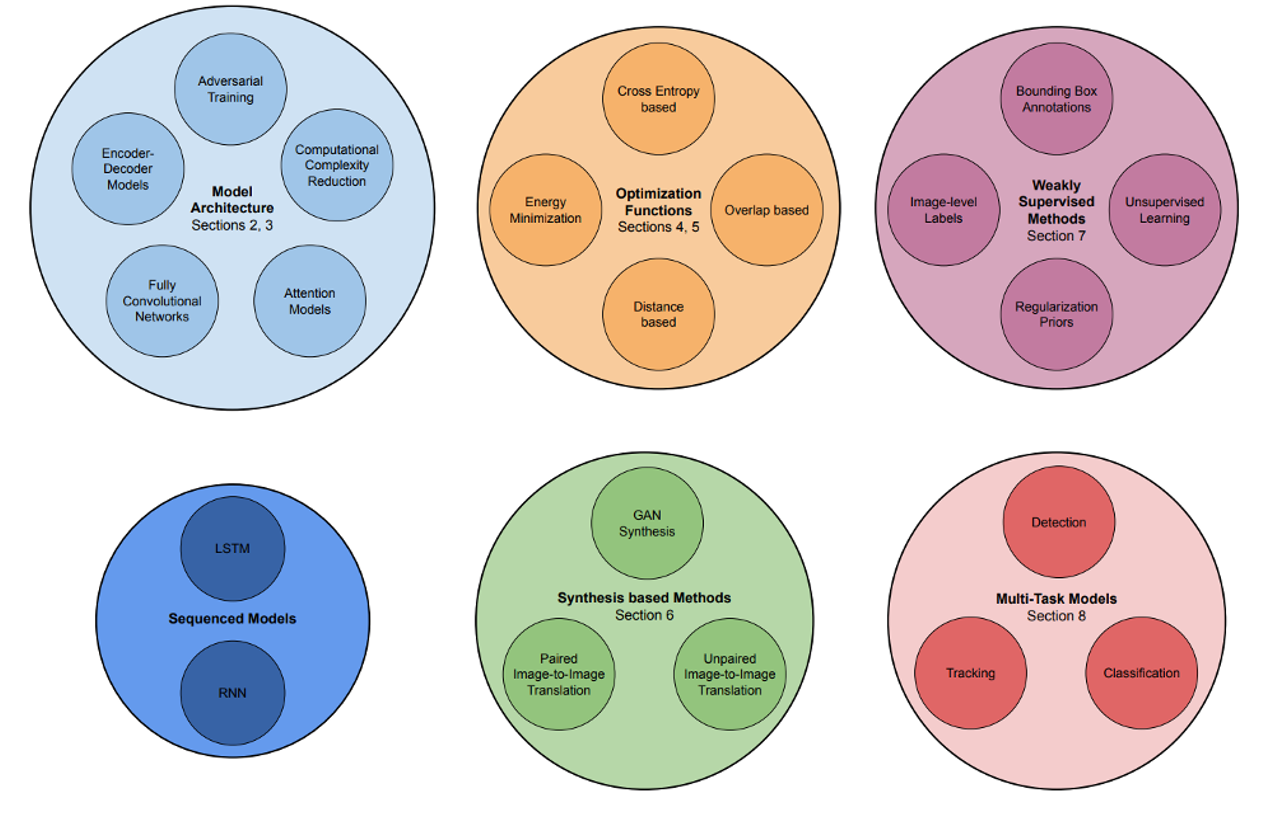 Adversarial
Training
Encoder-
Decoder
Models
Computational
Complexity
Reduction
Model
Architecture
Sections 2, 3
Fully
Convolutional
Networks
Attention
Models
Cross Entropy
based
Energy
Minimization
Optimization
Functions
Sections 4, 5
Overlap based
Distance
based
Bounding Box
Annotations
Image-level
Labels
Weakly
Supervised
Methods
Section 7
Unsupervised
Learning
Regularization
Priors
LSTM
Sequenced Models
RNN
GAN
Synthesis
Synthesis based Methods
Section 6
Paired
Image-to-Image
Translation
Unpaired
Image-to-Image
Translation
Detection
Multi-Task Models
Section 8
Tracking
Classification